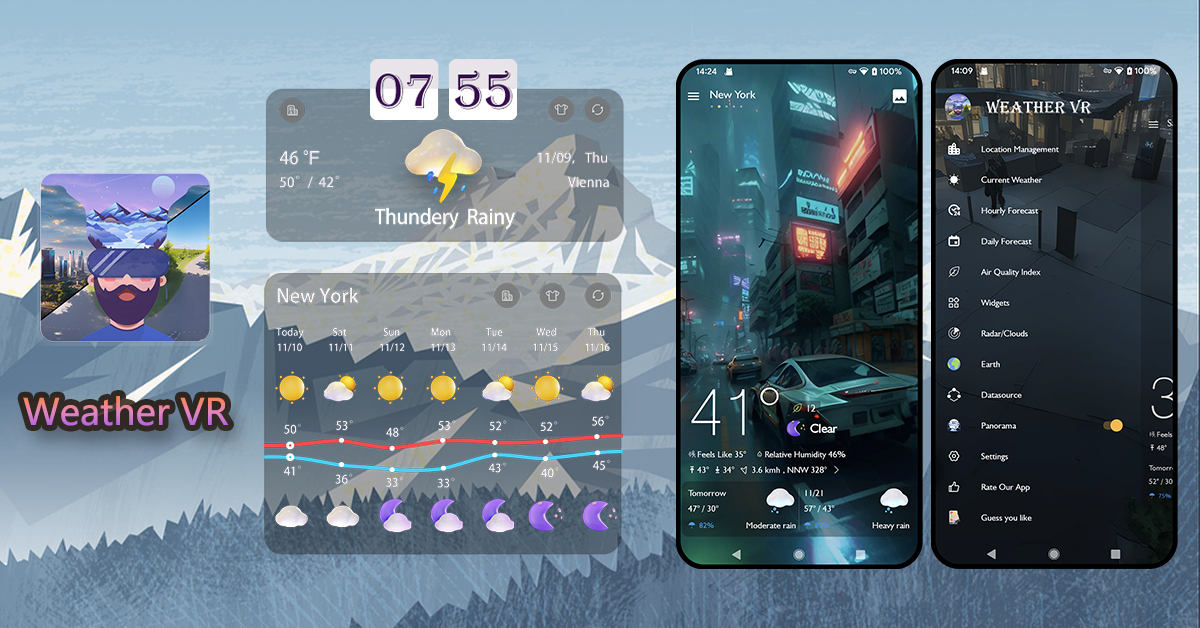 Weather VR
07 55
46 °F
50° / 42°
11/09, Thu
Vienna
Thundery Rainy
New York
Today Sat Sun Mon Tue Wed Thu
11/10 11/11 11/12 11/13 11/14 11/15 11/16
50° 53° 48° 53° 52° 52° 56°
41° 36° 33° 33° 43° 40° 45°
14:24
100%
New York
41°
12
Clear
Feels Like 35° Relative Humidity 46%
43° 34° 3.6 kmh , NNW 328°
Tomorrow
47° / 30°
82%
Moderate rain
11/21
57° / 43°
Heavy rain
14:09
100%
WEATHER VR
Location Management
Current Weather
24
Hourly Forecast
Daily Forecast
Air Quality Index
Widgets
Radar/Clouds
Earth
Datasource
Panorama
Settings
Rate Our App
Guess you like
3
Feels
48°
Tomorr
52° / 30
75%